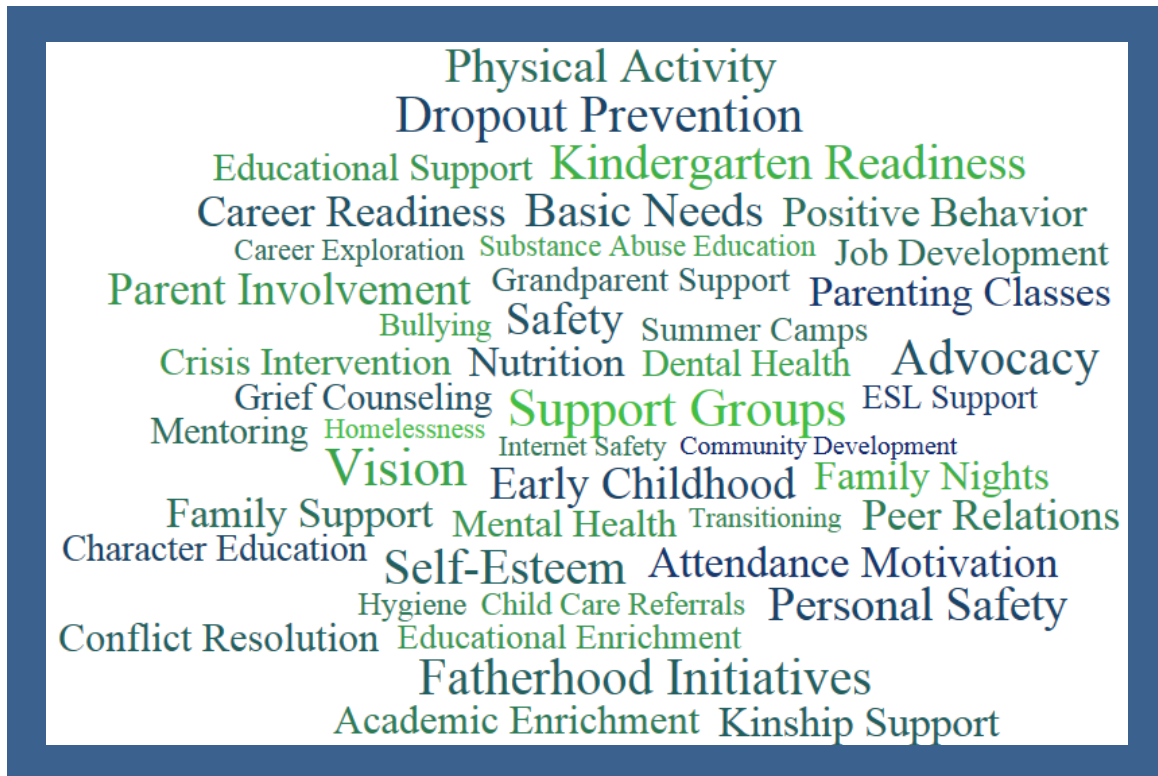 Physical Activity
Dropout Prevention
Educational Support Kindergarten Readiness
Career Readiness Basic Needs Positive Behavior
Career Exploration Substance Abuse Education Job Development
Parent Involvement Grandparent Support Parenting Classes
Bullying Safety Summer Camps
Crisis Intervention Nutrition Dental Health Advocacy
Grief Counseling Support Groups ESL Support
Mentoring Homelessness Internet Safety Community Development
Vision Early Childhood Family Nights
Family Support Mental Health Transitioning Peer Relations
Character Education Self-Esteem Attendance Motivation
Hygiene Child Care Referrals Personal Safety
Conflict Resolution Educational Enrichment
Fatherhood Initiatives
Academic Enrichment Kinship Support